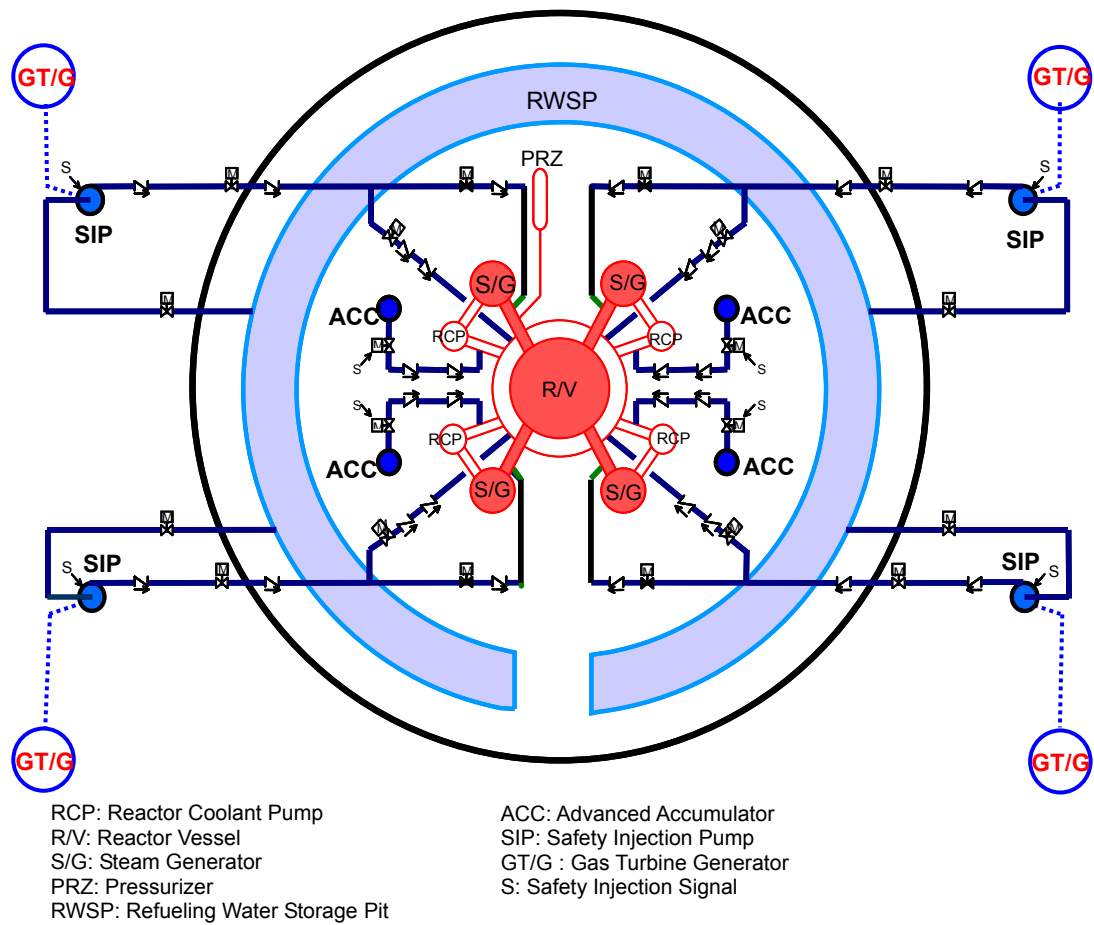 GT/G
GT/G
RWSP
PRZ
S
M
M
M
M
S
SIP
SIP
M
S/G
S/G
M
M
M
ACC
ACC
RCP
RCP
M
M
S
S
R/V
S
S
M
M
RCP
RCP
ACC
ACC
S/G
S/G
M
M
M
M
SIP
SIP
S
M
M
M
M
S
GT/G
GT/G
RCP: Reactor Coolant Pump
R/V: Reactor Vessel
S/G: Steam Generator
PRZ: Pressurizer
RWSP: Refueling Water Storage Pit
ACC: Advanced Accumulator
SIP: Safety Injection Pump
GT/G : Gas Turbine Generator
S: Safety Injection Signal